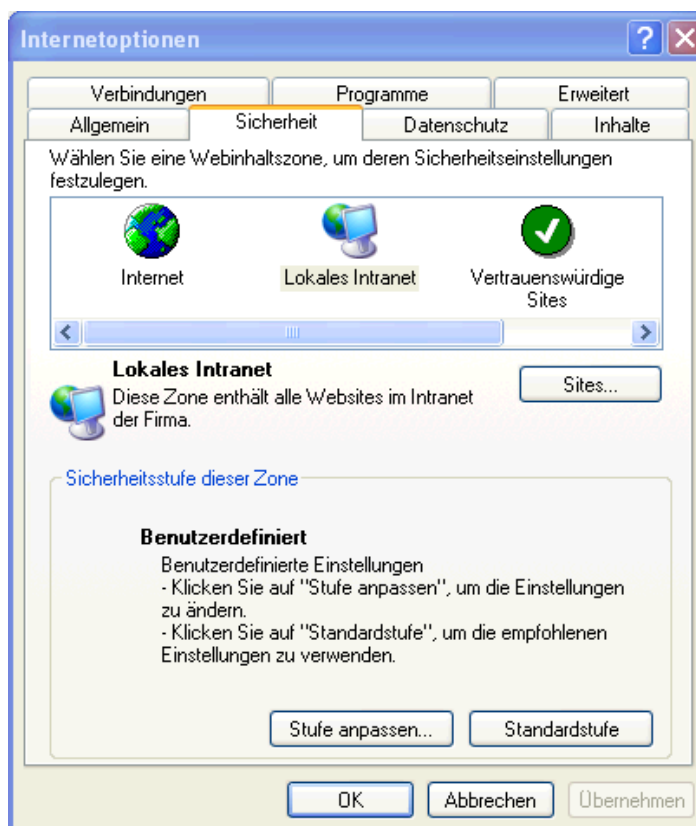 Internetoptionen
Verbindungen Programme Erweitert
Allgemein Sicherheit Datenschutz Inhalte
Wählen Sie eine Webinhaltszone, um deren Sicherheitseinstellungen
festzulegen.
Internet Lokales Intranet Vertrauenswürdige
Sites
Lokales Intranet
Sites...
Diese Zone enthält alle Websites im Intranet
der Firma.
Sicherheitsstufe dieser Zone
Benutzerdefiniert
Benutzerdefinierte Einstellungen
- Klicken Sie auf "Stufe anpassen", um die Einstellungen
zu ändern.
- Klicken Sie auf "Standardstufe", um die empfohlenen
Einstellungen zu verwenden.
Stufe anpassen... Standardstufe
OK Abbrechen Übernehmen